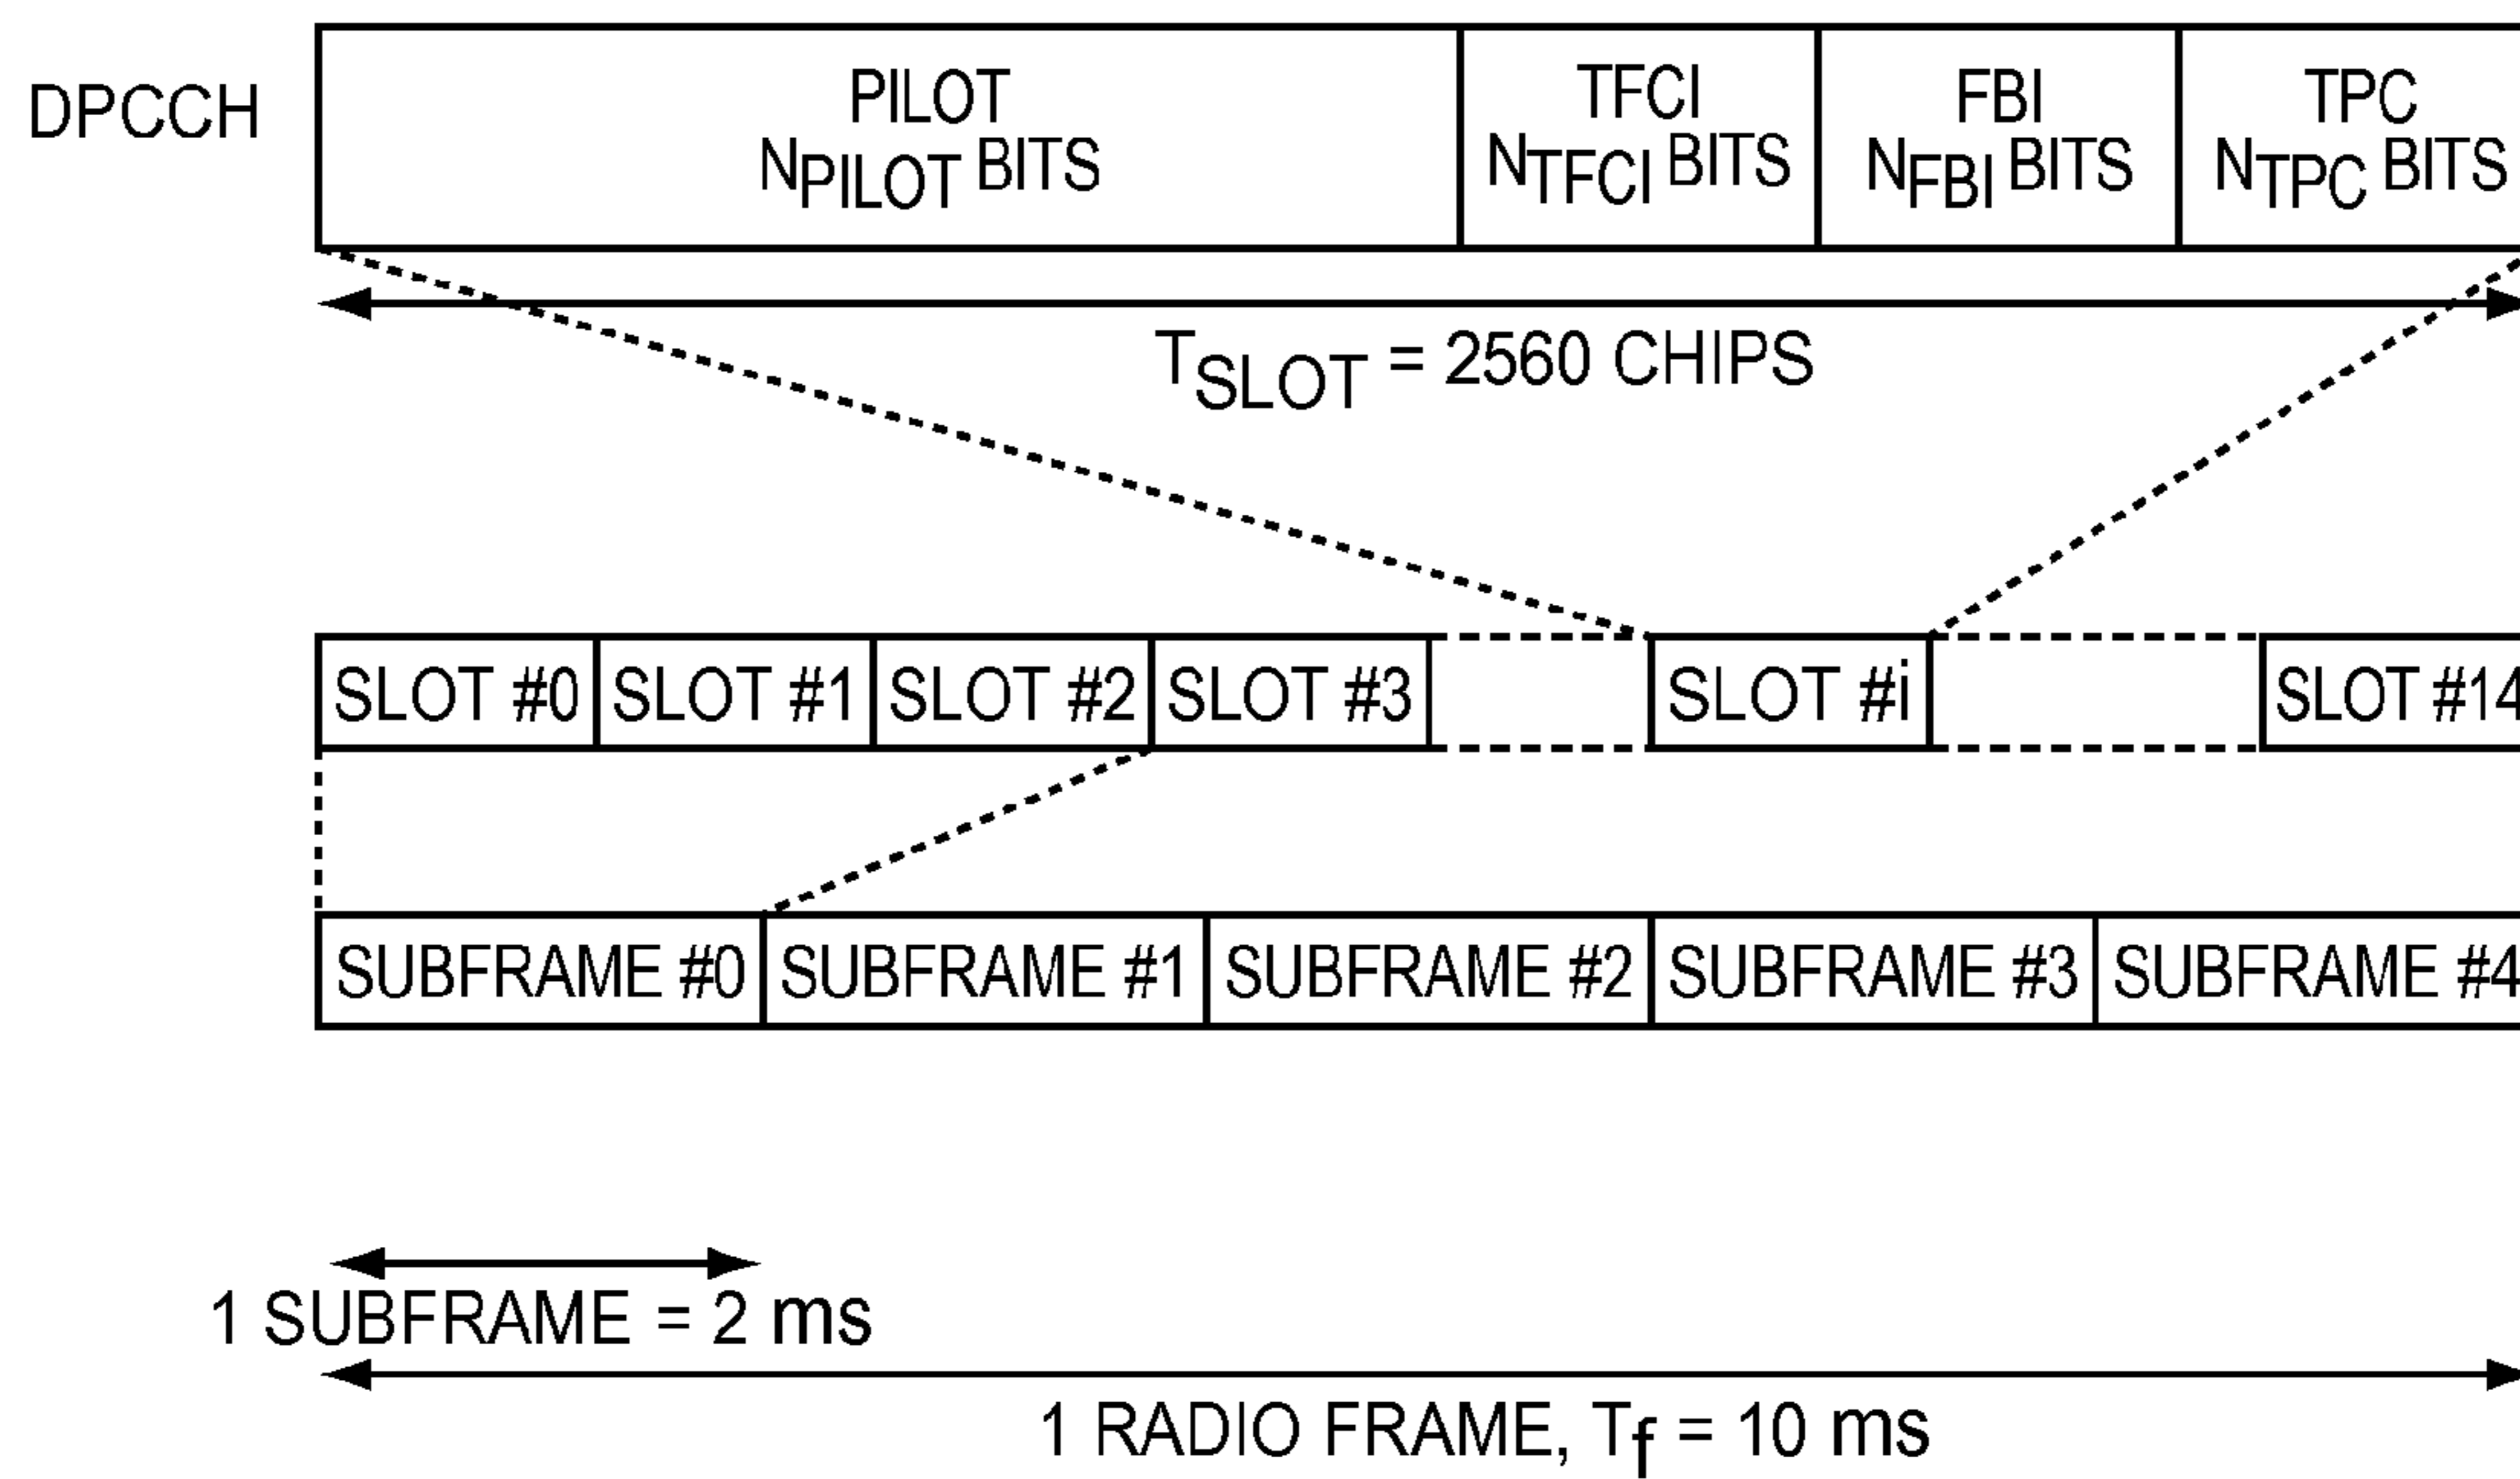 DPCCH
PILOT
NPILOT BITS
TFCI
NTFCI BITS
FBI
NFBI BITS
TPC
NTPC BITS
TSLOT = 2560 CHIPS
SLOT #0 SLOT #1 SLOT #2 SLOT #3 SLOT #i SLOT #14
SUBFRAME #0 SUBFRAME #1 SUBFRAME #2 SUBFRAME #3 SUBFRAME #4
1 SUBFRAME = 2 ms
1 RADIO FRAME, Tf = 10 ms